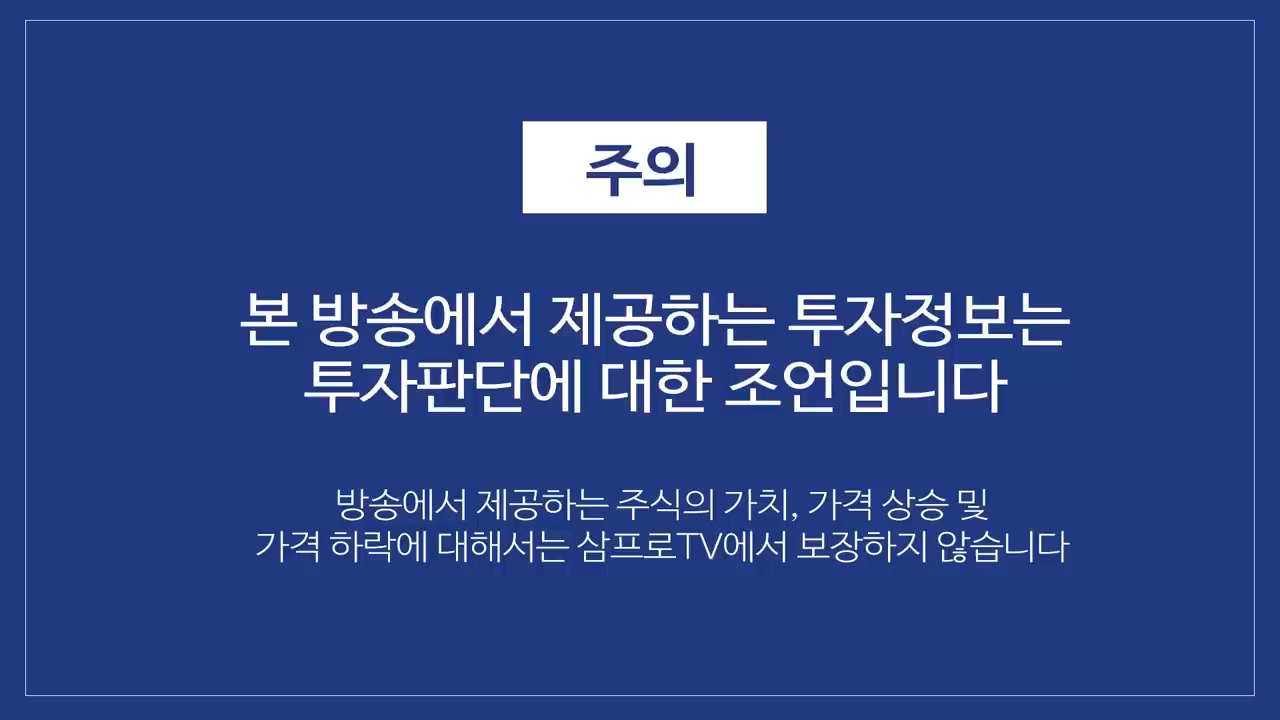 주의
본 방송에서 제공하는 투자정보는
투자판단에 대한 조언입니다
방송에서 제공하는 주식의 가치, 가격 상승 및
가격 하락에 대해서는 삼프로TV에서 보장하지 않습니다